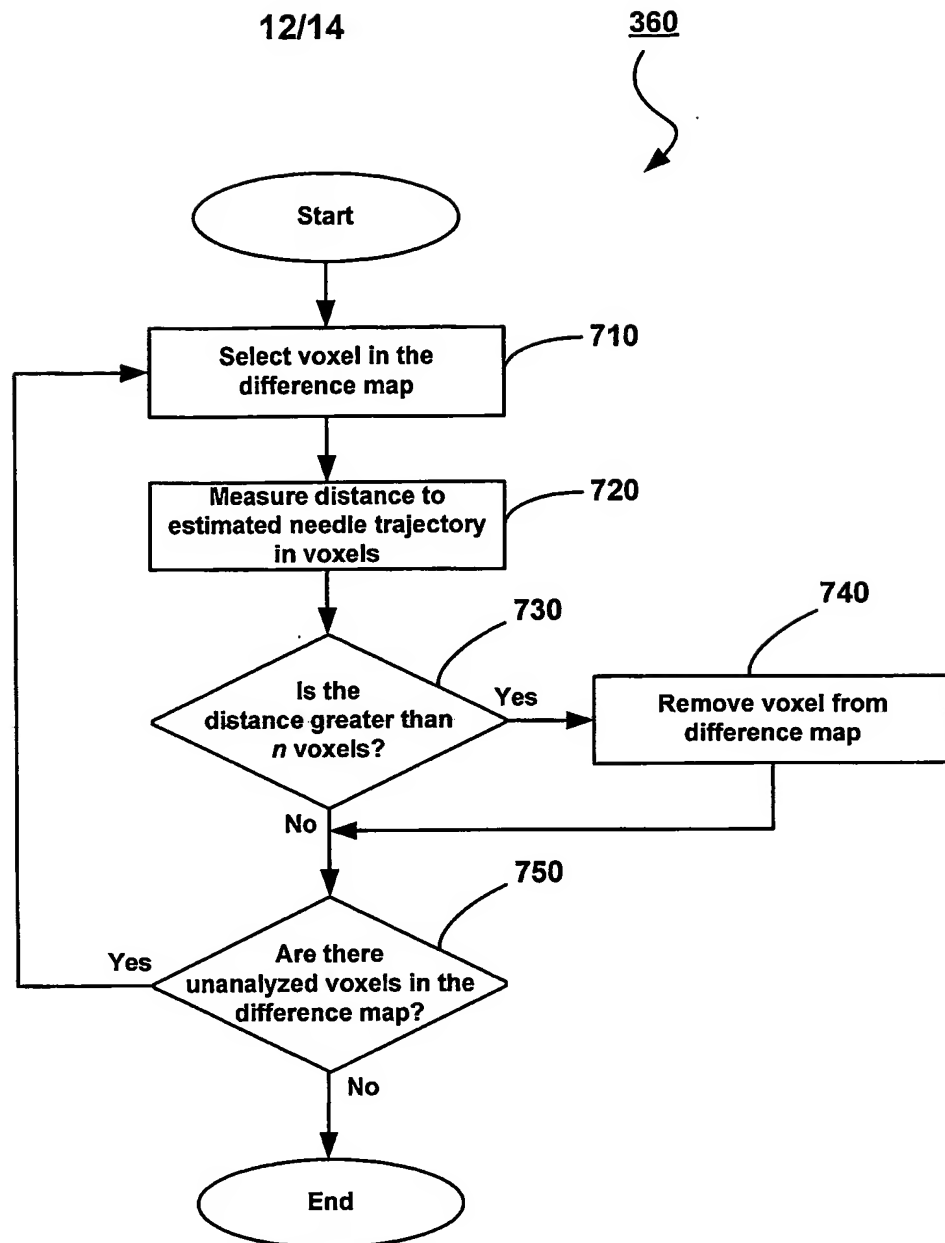 12/14
360
Start
Select voxel in the
difference map
710
Measure distance to
estimated needle trajectory
in voxels
720
730
Is the
distance greater than
n voxels?
Yes
740
Remove voxel from
difference map
No
750
Are there
unanalyzed voxels in the
difference map?
Yes
No
End